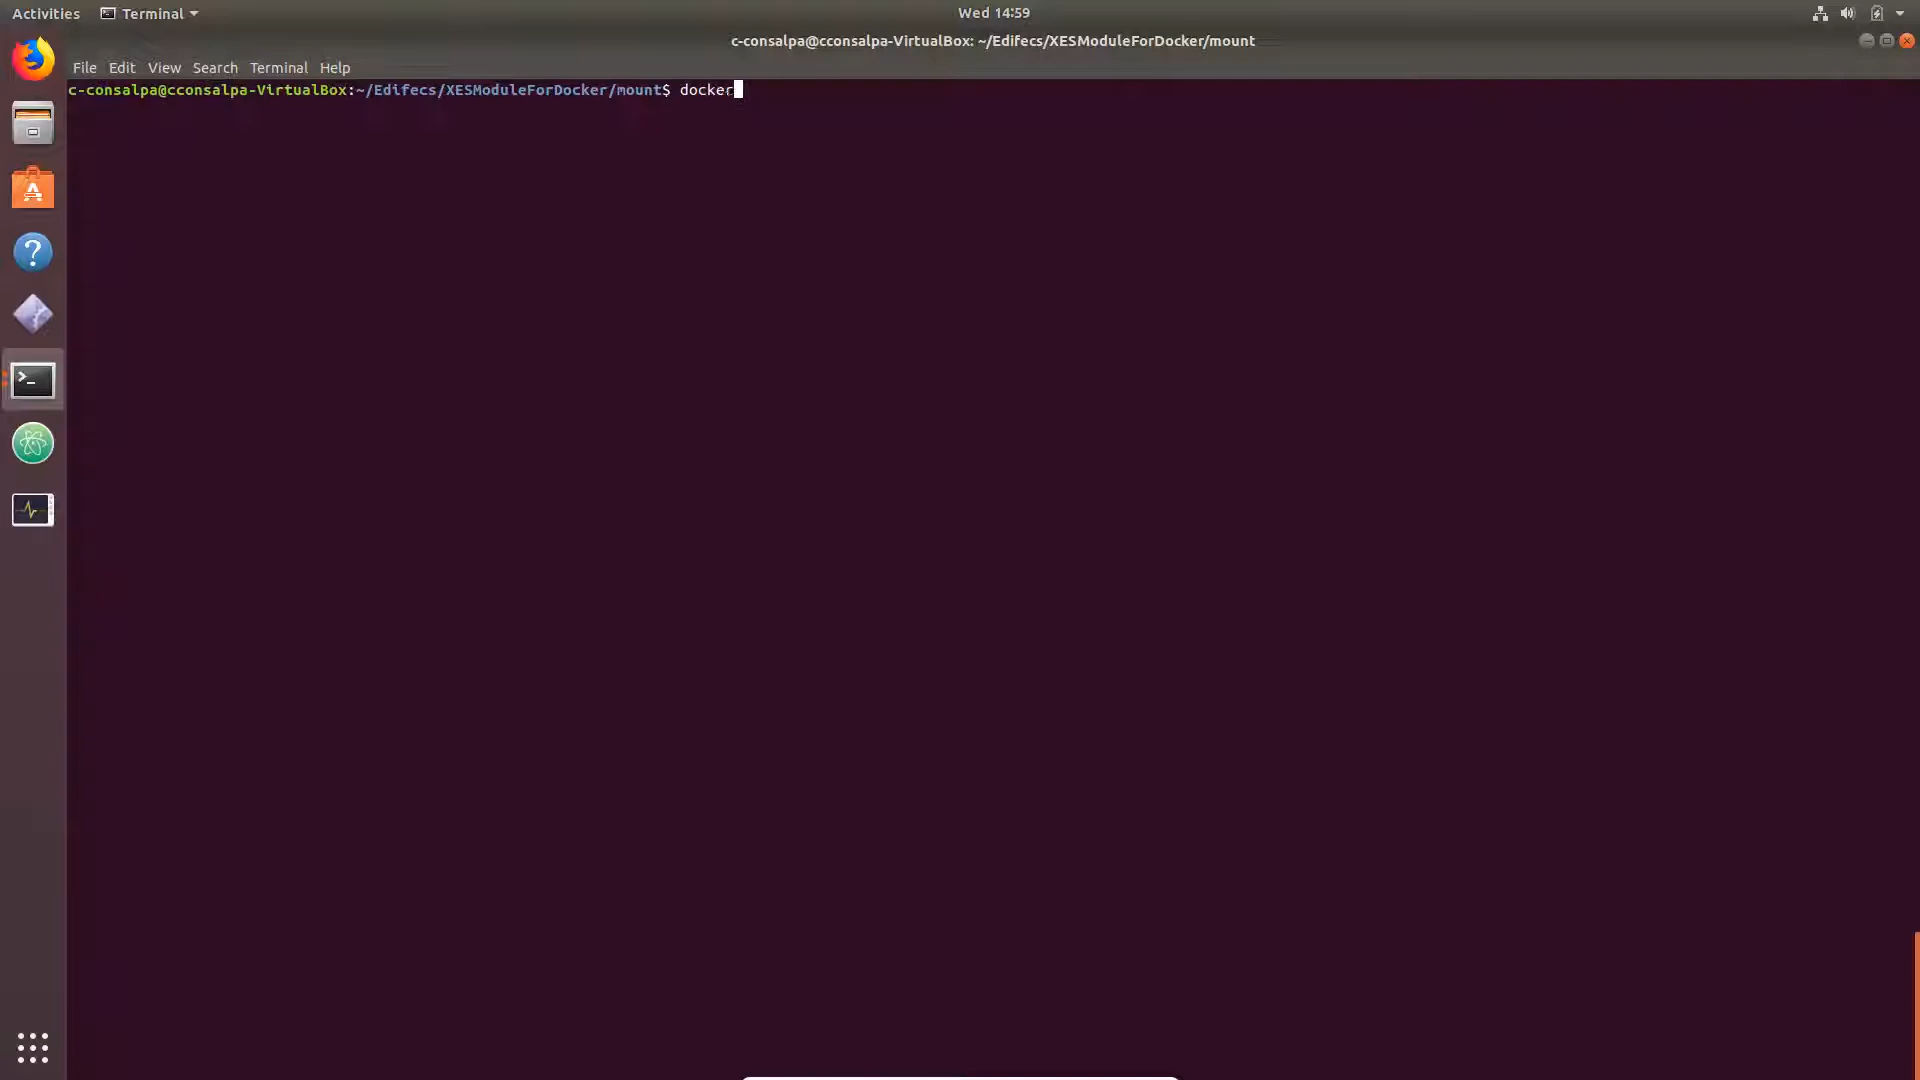 Activities Terminal Wed 14:59
c-consalpa@cconsalpa-VirtualBox: ~/Edifecs/XESModuleForDocker/mount
File Edit View Search Terminal Help
c-consalpa@cconsalpa-VirtualBox:~/Edifecs/XESModuleForDocker/mount$ docker